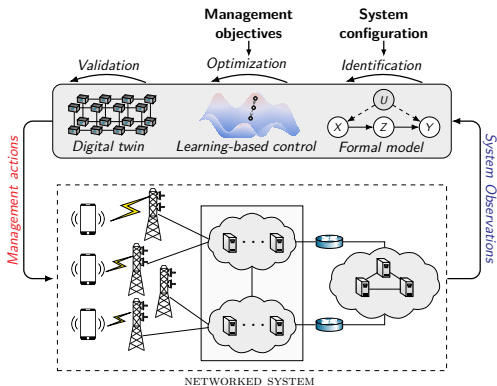 Management
objectives
System
configuration
Validation
Optimization
Identification
U
X
Z
Y
Digital twin
Learning-based control
Formal model
Management actions
System Observations
NETWORKED SYSTEM